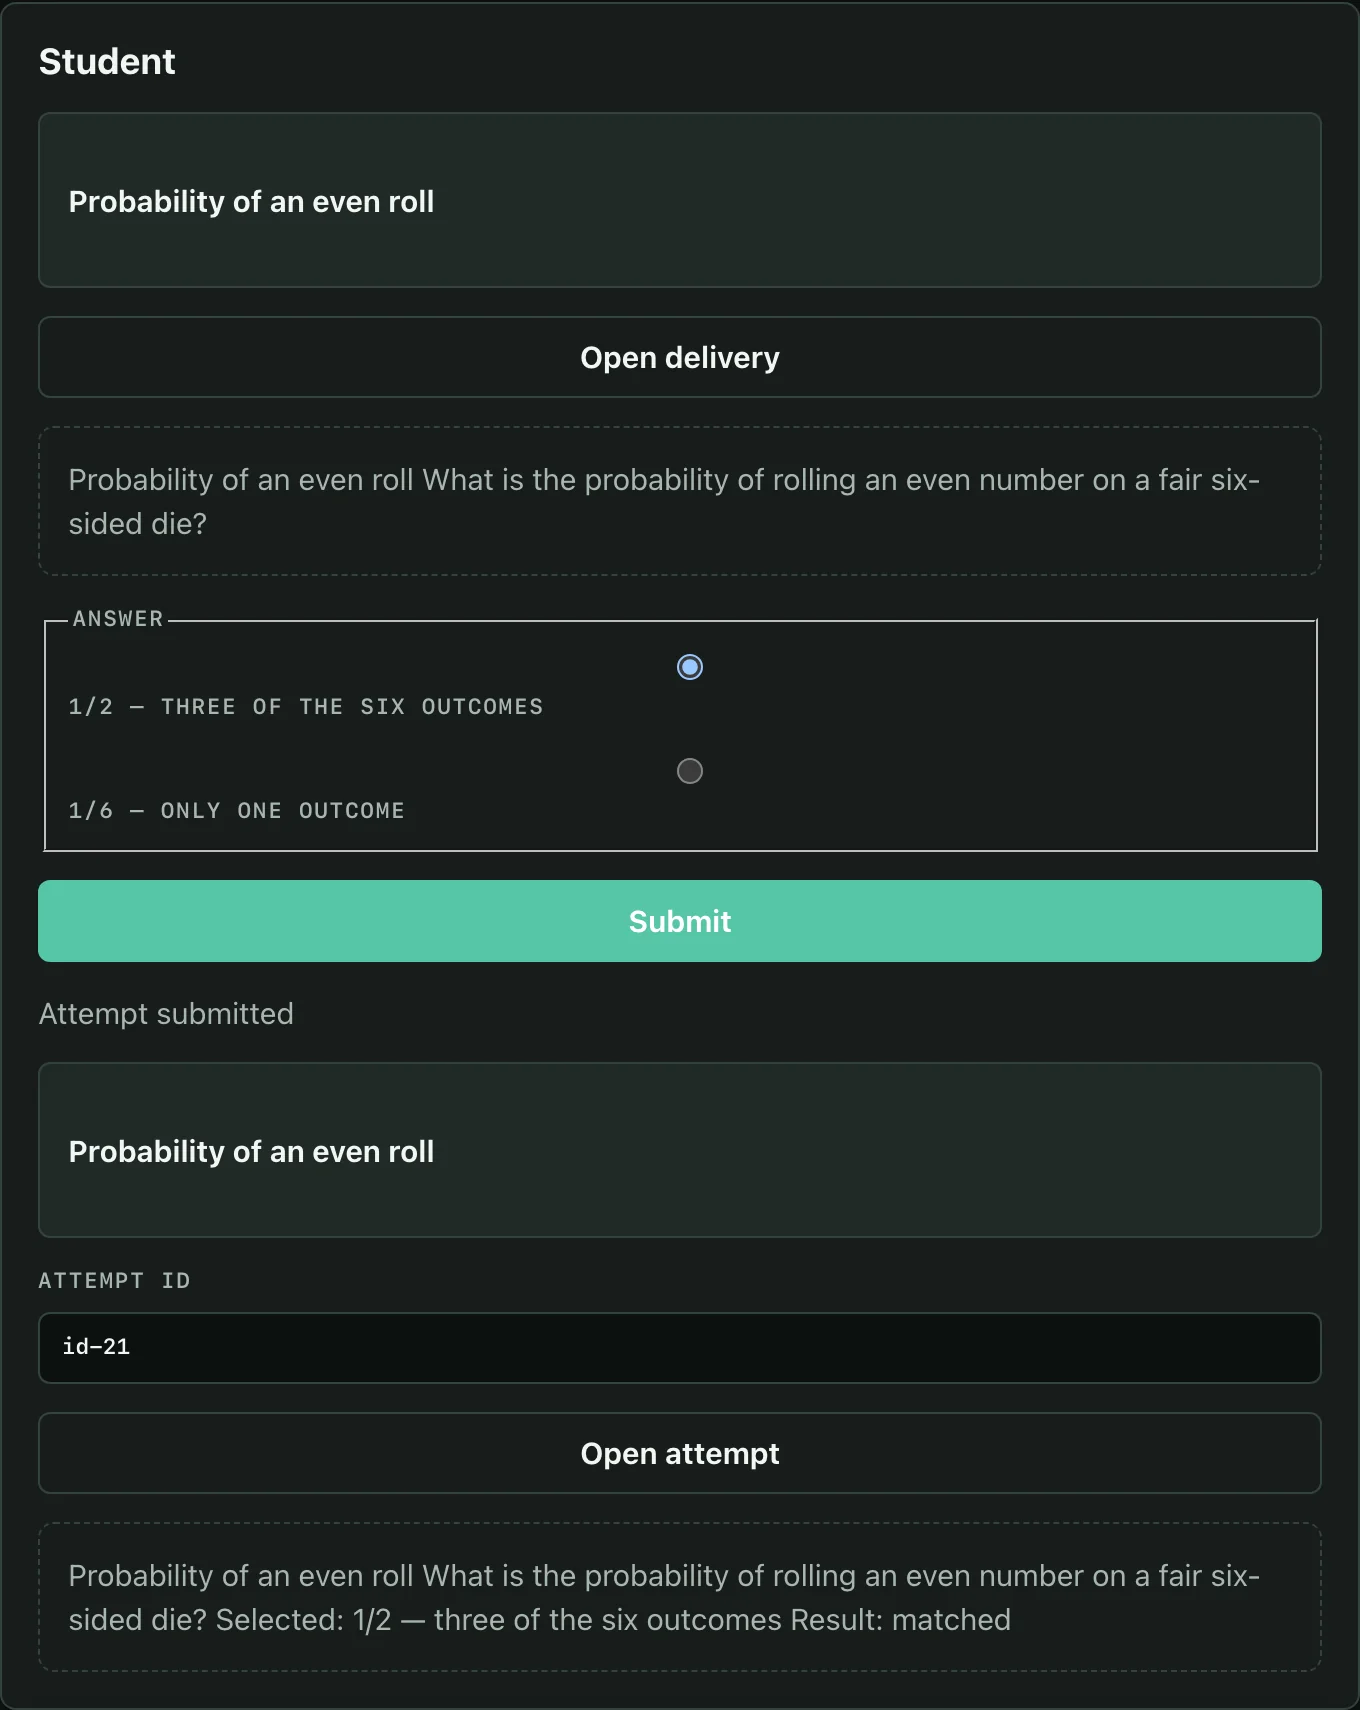 Student
Probability of an even roll
Open delivery
Probability of an even roll What is the probability of rolling an even number on a fair six-
sided die?
ANSWER
1/2 — THREE OF THE SIX OUTCOMES
1/6 — ONLY ONE OUTCOME
Submit
Attempt submitted
Probability of an even roll
ATTEMPT ID
id-21
Open attempt
Probability of an even roll What is the probability of rolling an even number on a fair six-
sided die? Selected: 1/2 — three of the six outcomes Result: matched